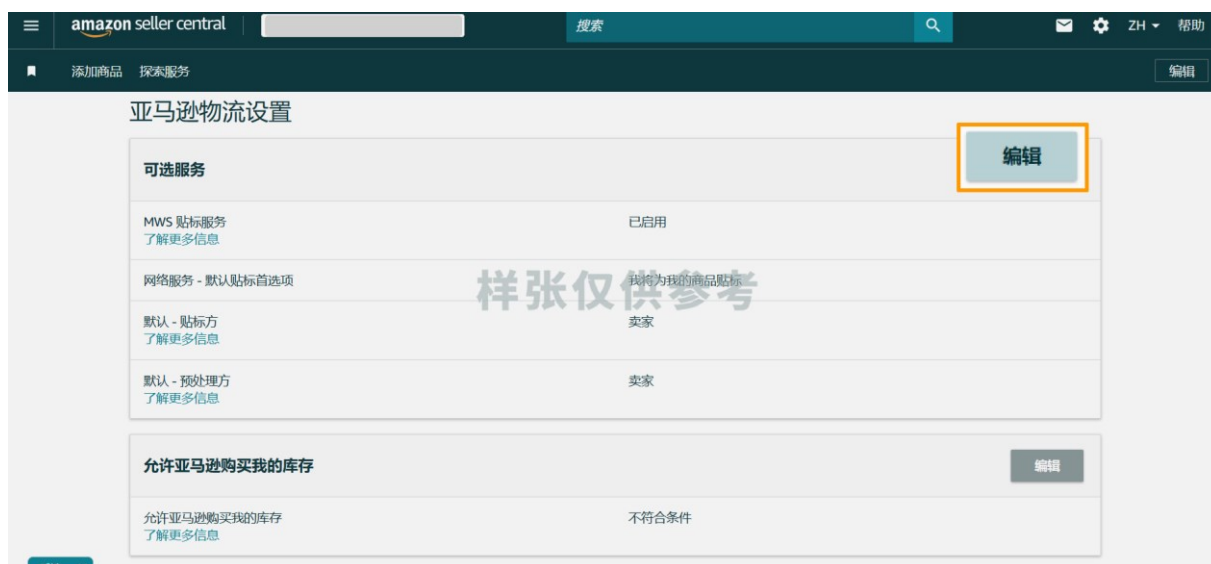 amazon seller central
搜索
ZH
帮助
添加商品 探索服务
编辑
亚马逊物流设置
可选服务
编辑
MWS 贴标服务
已启用
了解更多信息
网络服务 - 默认贴标首选项
我将为我的商品贴标
样张仅供参考
默认 - 贴标方
卖家
了解更多信息
默认 - 预处理方
卖家
了解更多信息
允许亚马逊购买我的库存
编辑
允许亚马逊购买我的库存
不符合条件
了解更多信息